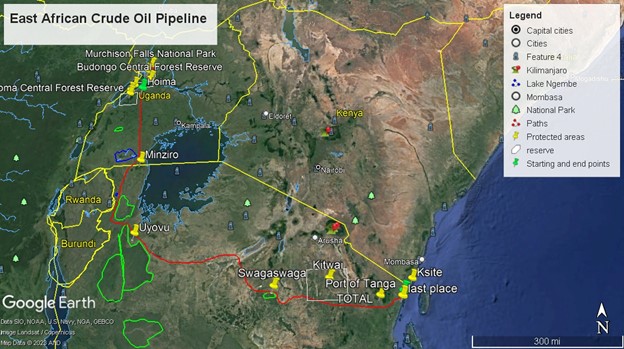 East African Crude Oil Pipeline
Legend
Capital cities
Cities
Feature 4
Kilimanjaro
Lake Ngembe
Mombasa
National Park
Paths
Protected areas
reserve
Starting and end points
Murchison Falls National Park
Budongo Central Forest Reserve
Hoima
oma Central Forest Reserve
Uganda
Kampala
Eldoret
Kenya
Minziro
Nairobi
Rwanda
Uyovu
Burundi
Arusha
Mombasa
Swagaswaga
Kitwai
Ksite
Port of Tanga
last place
TOTAL
Google Earth
Data SIO, NOAA, U.S. Navy, NGA, GEBCO
Image Landsat / Copernicus
Map Data © 2023 AND
N
300 mi